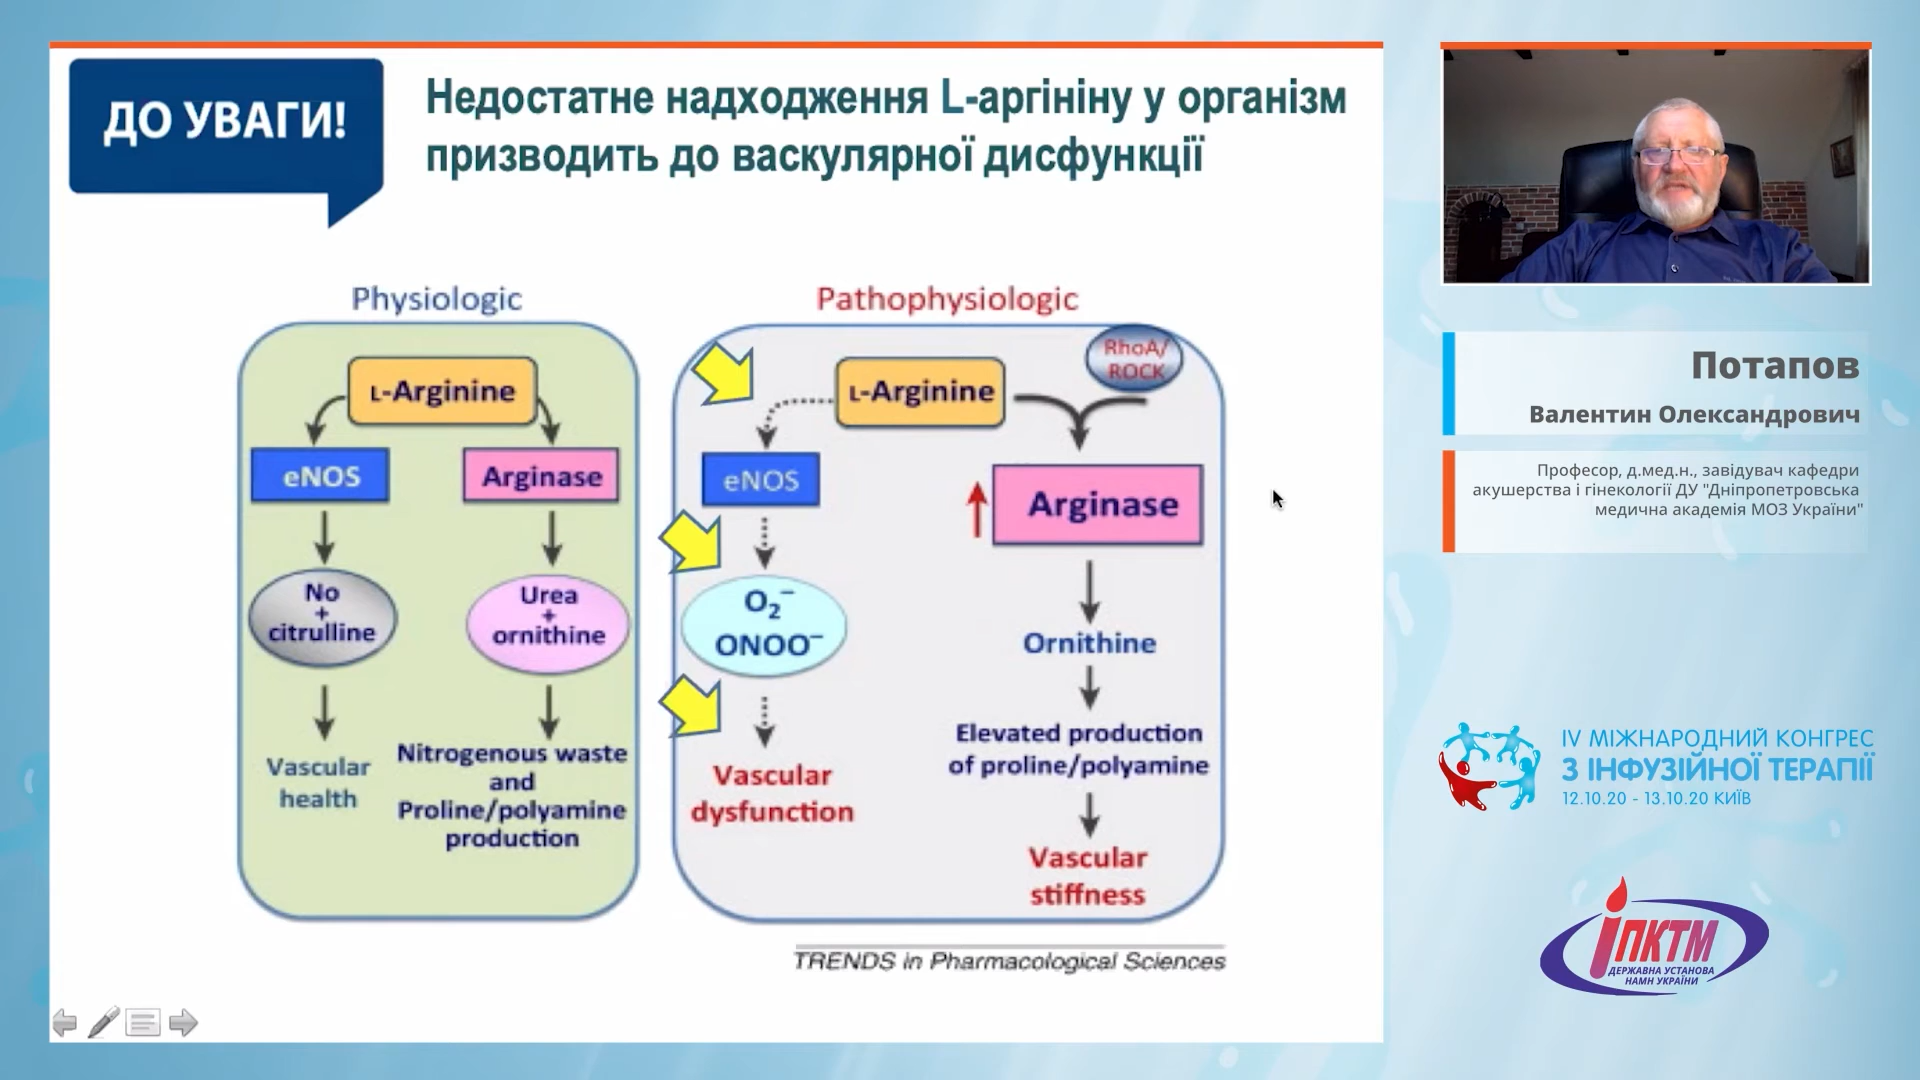 ДО УВАГИ!
Недостатнє надходження L-аргініну у організм
призводить до васкулярної дисфункції
Physiologic
L-Arginine
eNOS
Arginase
No
+
citrulline
Urea
+
ornithine
Vascular
health
Nitrogenous waste
and
Proline/polyamine
production
Pathophysiologic
RhoA/
ROCK
L-Arginine
eNOS
Arginase
O₂⁻
ONOO⁻
Ornithine
Elevated production
of proline/polyamine
Vascular
dysfunction
Vascular
stiffness
TRENDS in Pharmacological Sciences
Потапов
Валентин Олександрович
Професор, д.мед.н., завідувач кафедри
акушерства і гінекології ДУ "Дніпропетровська
медична академія МОЗ України"
IV МІЖНАРОДНИЙ КОНГРЕС
З ІНФУЗІЙНОЇ ТЕРАПІЇ
12.10.20 - 13.10.20 КИЇВ
іПКТМ
ДЕРЖАВНА УСТАНОВА
НАМН УКРАЇНИ